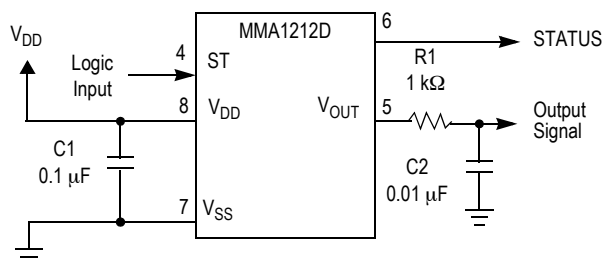 V_DD
Logic
Input
4
ST
8
V_DD
C1
0.1 µF
7
V_SS
MMA1212D
V_OUT
6
STATUS
R1
1 kΩ
5
Output
Signal
C2
0.01 µF